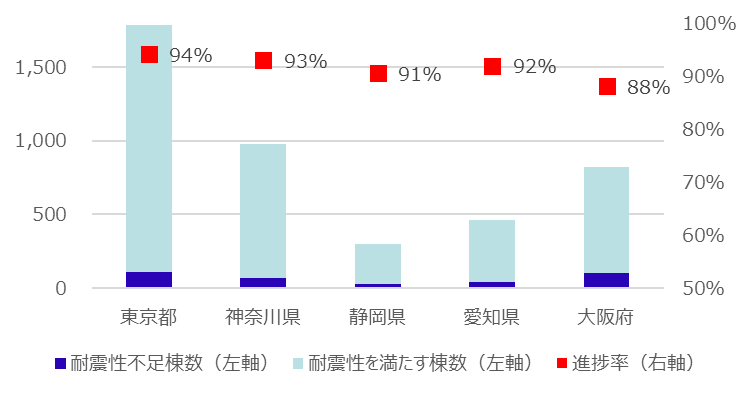 100%
94%
93%
91%
92%
88%
1,500
90%
1,000
80%
70%
500
60%
0
50%
東京都
神奈川県
静岡県
愛知県
大阪府
耐震性不足棟数（左軸）
耐震性を満たす棟数（左軸）
進捗率（右軸）